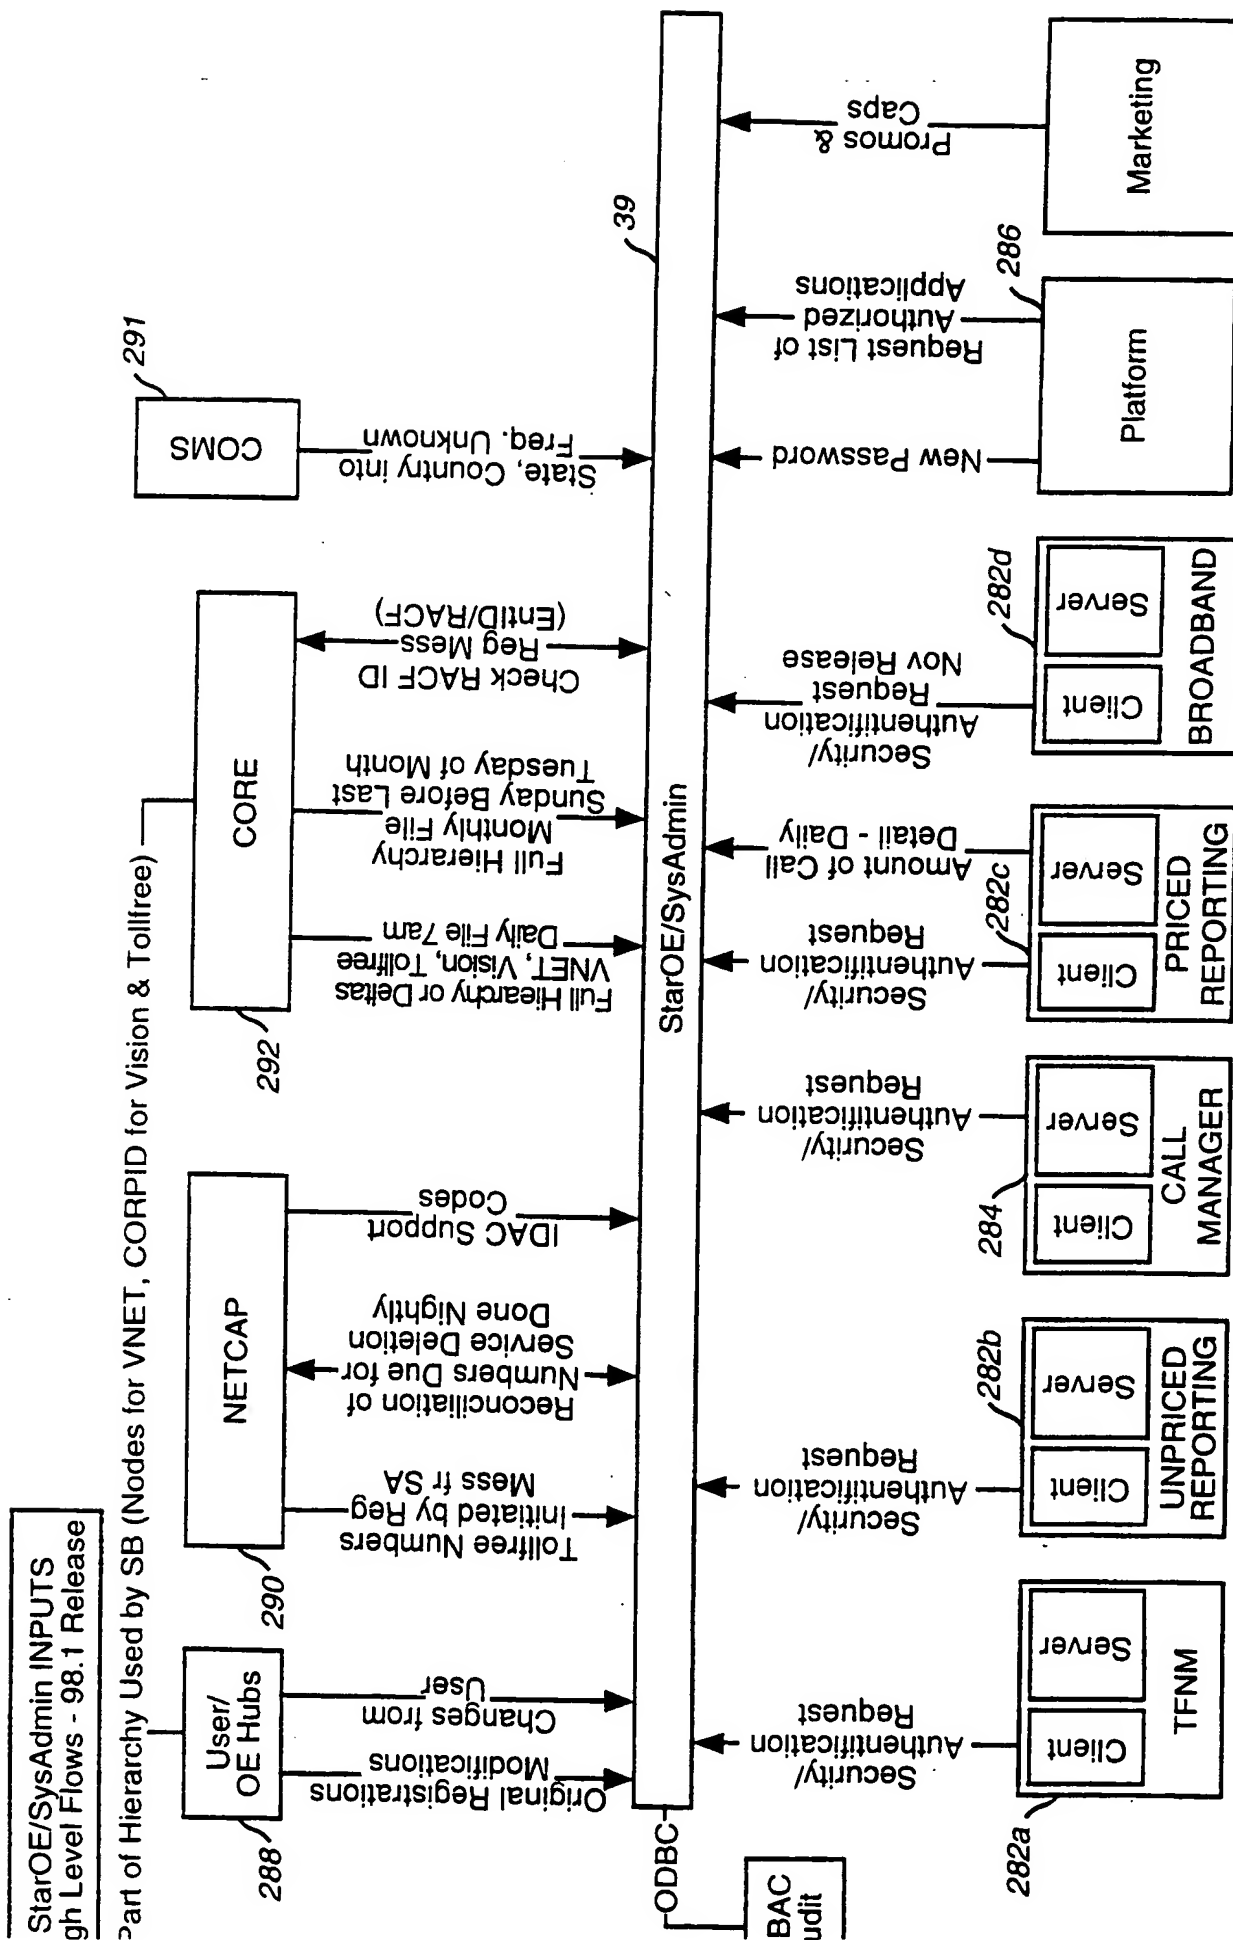 StarOE/SysAdmin INPUTS
gh Level Flows - 98.1 Release
Part of Hierarchy Used by SB (Nodes for VNET, CORPID for Vision & Tollfree)
288
User/
OE Hubs
290
NETCAP
292
CORE
291
COMS
Original Registrations
Modifications
Changes from
User
Tollfree Numbers
Initiated by Reg
Mess fr SA
Reconciliation of
Numbers Due for
Service Deletion
Done Nightly
IDAC Support
Codes
Full Hiearchy or Deltas
VNET, Vision, Tollfree
Daily File 7am
Full Hierarchy
Monthly File
Sunday Before Last
Tuesday of Month
Check RACF ID
Reg Mess
(EntID/RACF)
State, Country into
Freq. Unknown
ODBC
StarOE/SysAdmin
39
BAC
udit
Security/
Authentification
Request
Security/
Authentification
Request
Security/
Authentification
Request
Security/
Authentification
Request
Amount of Call
Detail - Daily
Security/
Authentification
Request
Nov Release
New Password
Request List of
Authorized
Applications
Promos &
Caps
282a
Client
Server
TFNM
282b
Client
Server
UNPRICED
REPORTING
284
Client
Server
CALL
MANAGER
282c
Client
Server
PRICED
REPORTING
282d
Client
Server
BROADBAND
286
Platform
Marketing